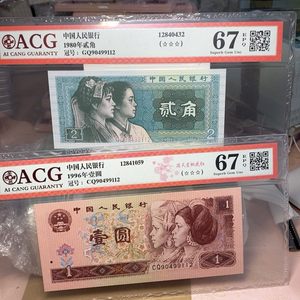 ACG
AI CANG GUARANTY
中国人民银行
1980年贰角
冠号：GQ90499112
12840432
(☆☆☆)
67 EPQ
Superb Gem Unc
中国人民银行
贰角
2
2
ACG
AI CANG GUARANTY
中国人民银行
1996年壹圆
冠号：CQ90499112
12841059
(☆☆☆)
67 EPQ
Superb Gem Unc
中国人民银行
壹圆
1
1
CQ90499112